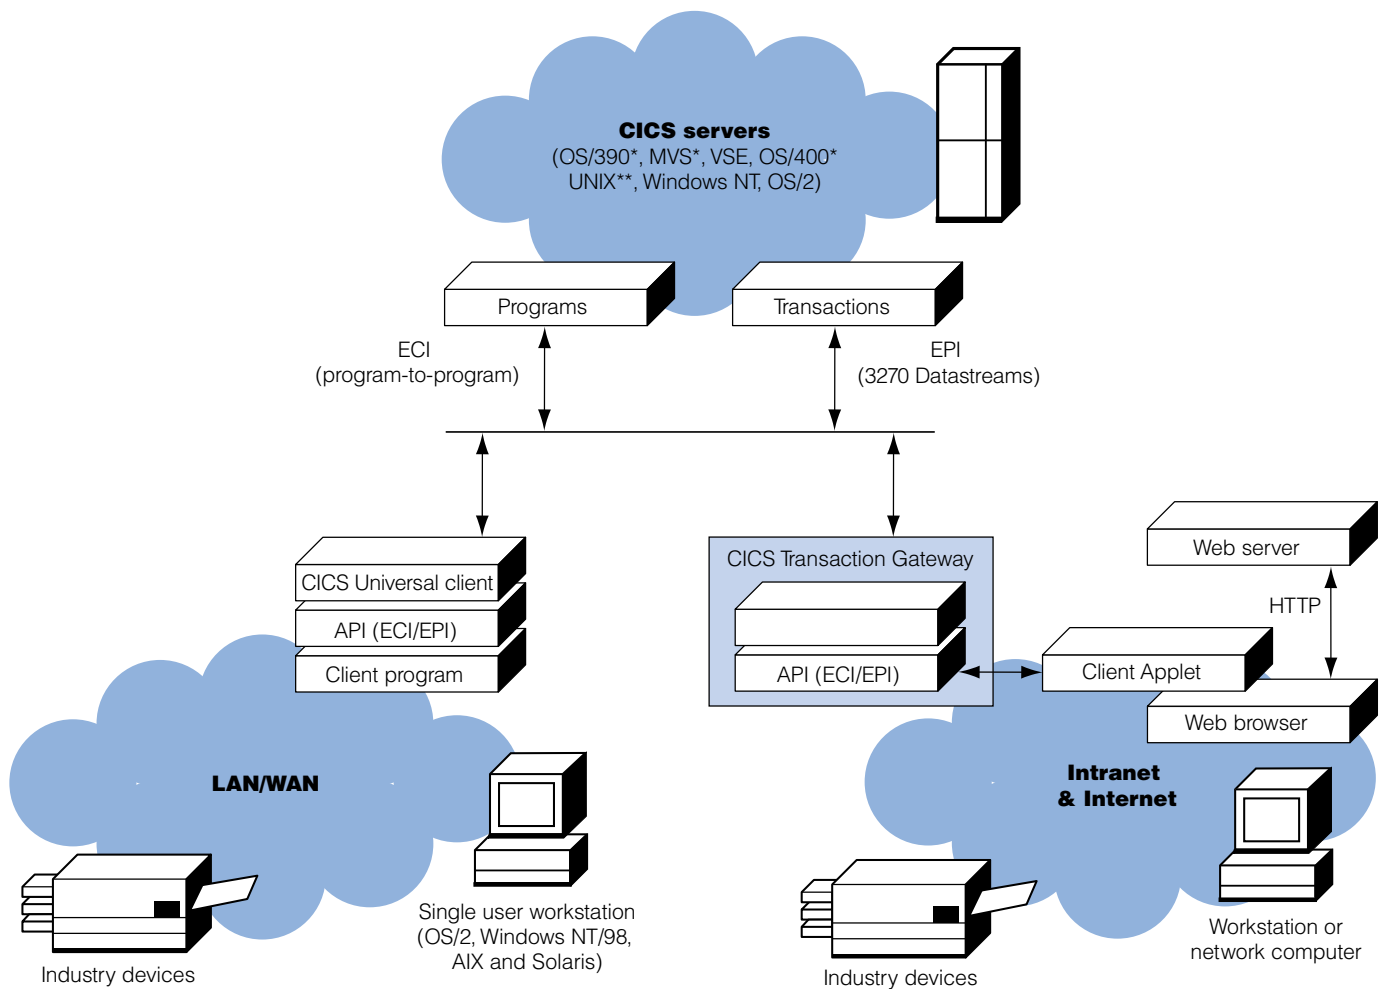 CICS servers
(OS/390*, MVS*, VSE, OS/400*
UNIX**, Windows NT, OS/2)
Programs
Transactions
ECI
(program-to-program)
EPI
(3270 Datastreams)
CICS Universal client
API (ECI/EPI)
Client program
CICS Transaction Gateway
API (ECI/EPI)
Web server
HTTP
Client Applet
Web browser
LAN/WAN
Intranet
& Internet
Single user workstation
(OS/2, Windows NT/98,
AIX and Solaris)
Industry devices
Workstation or
network computer
Industry devices